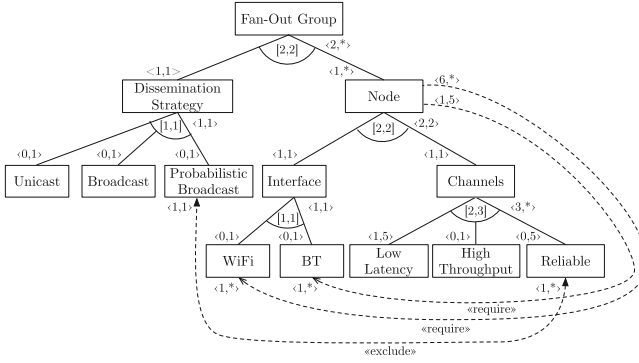 Fan-Out Group
[2,2]
‹2,*›
<1,1>
‹1,*›
‹6,*›
Dissemination
Strategy
Node
‹1,5›
[1,1]
‹1,1›
[2,2]
‹2,2›
‹0,1›
‹0,1›
‹0,1›
‹1,1›
‹1,1›
Unicast
Broadcast
Probabilistic
Broadcast
Interface
Channels
‹1,1›
[1,1]
‹1,1›
[2,3]
‹3,*›
‹0,1›
‹0,1›
‹1,5›
‹0,1›
‹0,5›
WiFi
BT
Low
Latency
High
Throughput
Reliable
‹1,*›
‹1,*›
‹1,*›
«require»
«require»
«exclude»